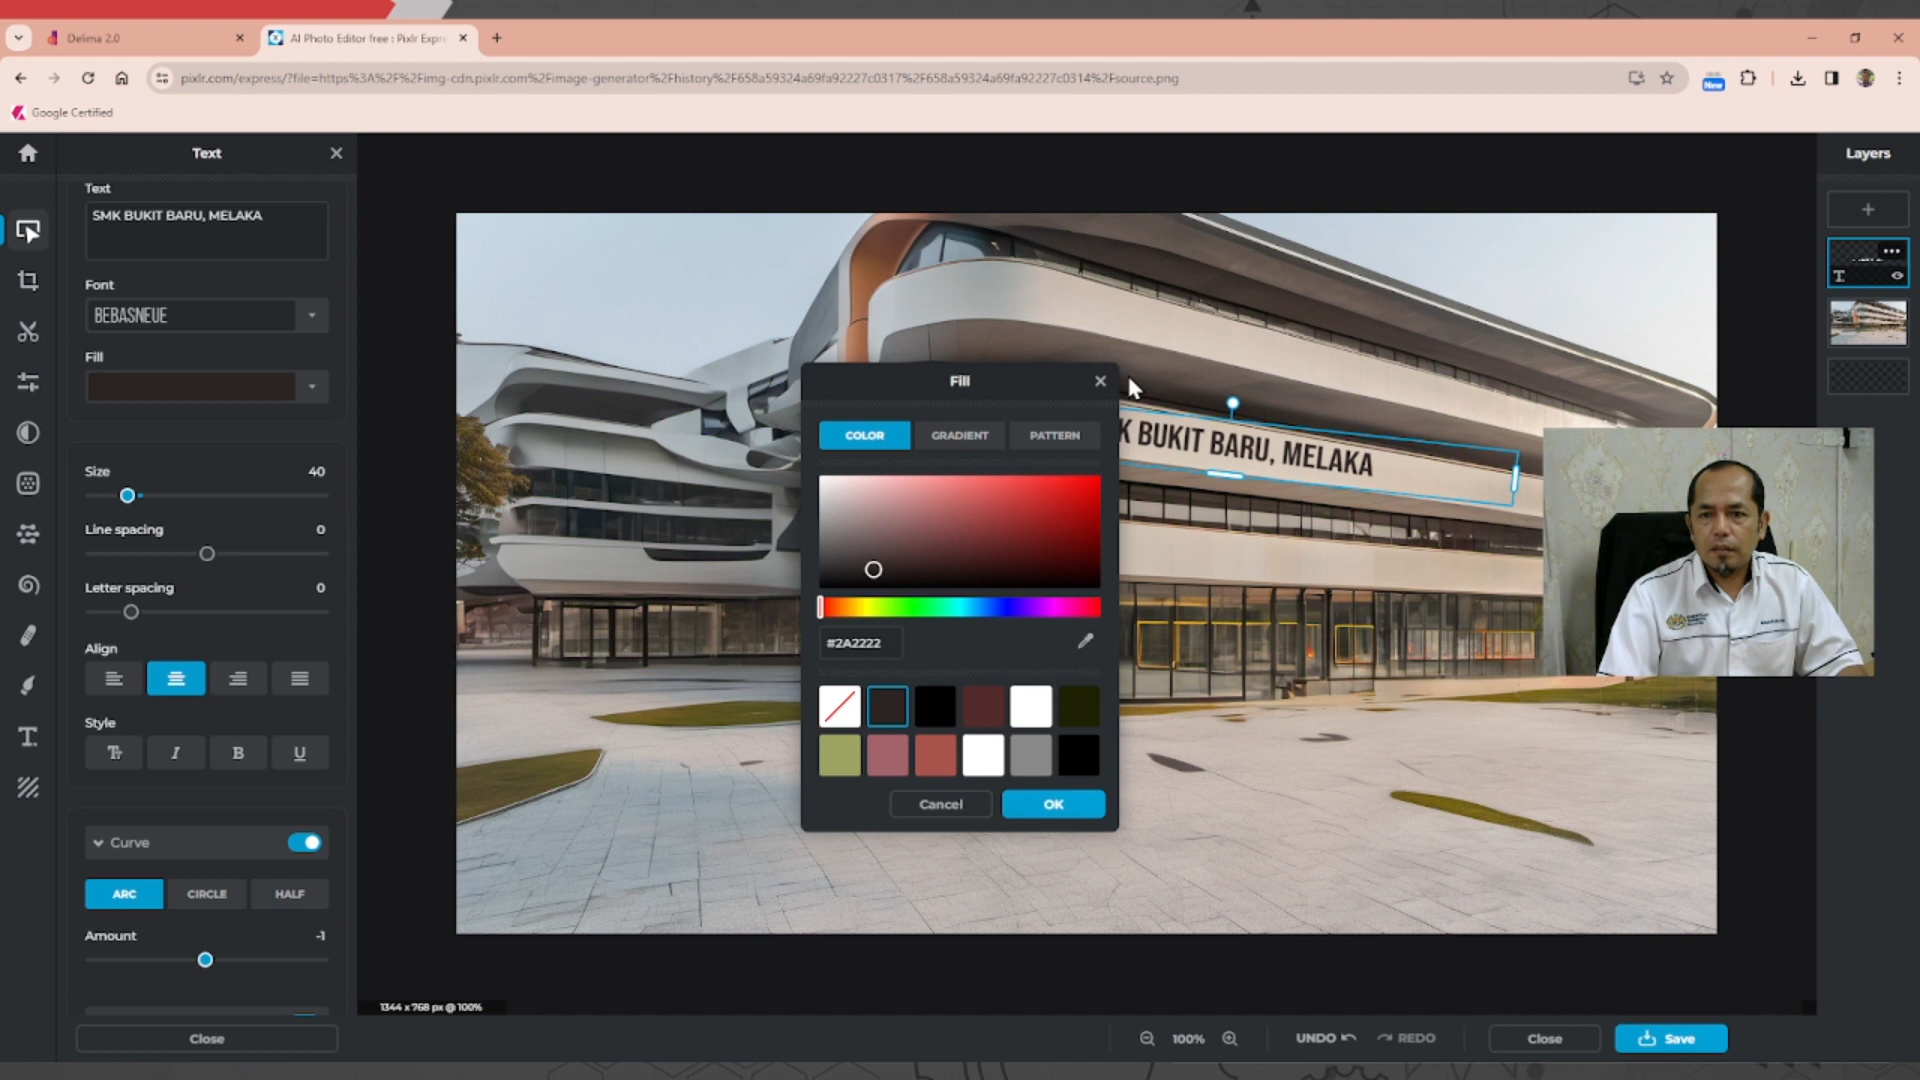 Delima 2.0
AI Photo Editor free : Pixlr Expr
pixlr.com/express/?file=https%3A%2F%2Fimg-cdn.pixlr.com%2Fimage-generator%2Fhistory%2F658a59324a69fa92227c0317%2F658a59324a69fa92227c0314%2Fsource.png
New
Google Certified
Text
Layers
Text
SMK BUKIT BARU, MELAKA
Font
BEBASNEUE
Fill
Size 40
Line spacing 0
Letter spacing 0
Align
Style
Curve
ARC CIRCLE HALF
Amount -1
Close
Fill
COLOR GRADIENT PATTERN
#2A2222
Cancel OK
K BUKIT BARU, MELAKA
1344 x 768 px @ 100%
100%
UNDO REDO
Close Save